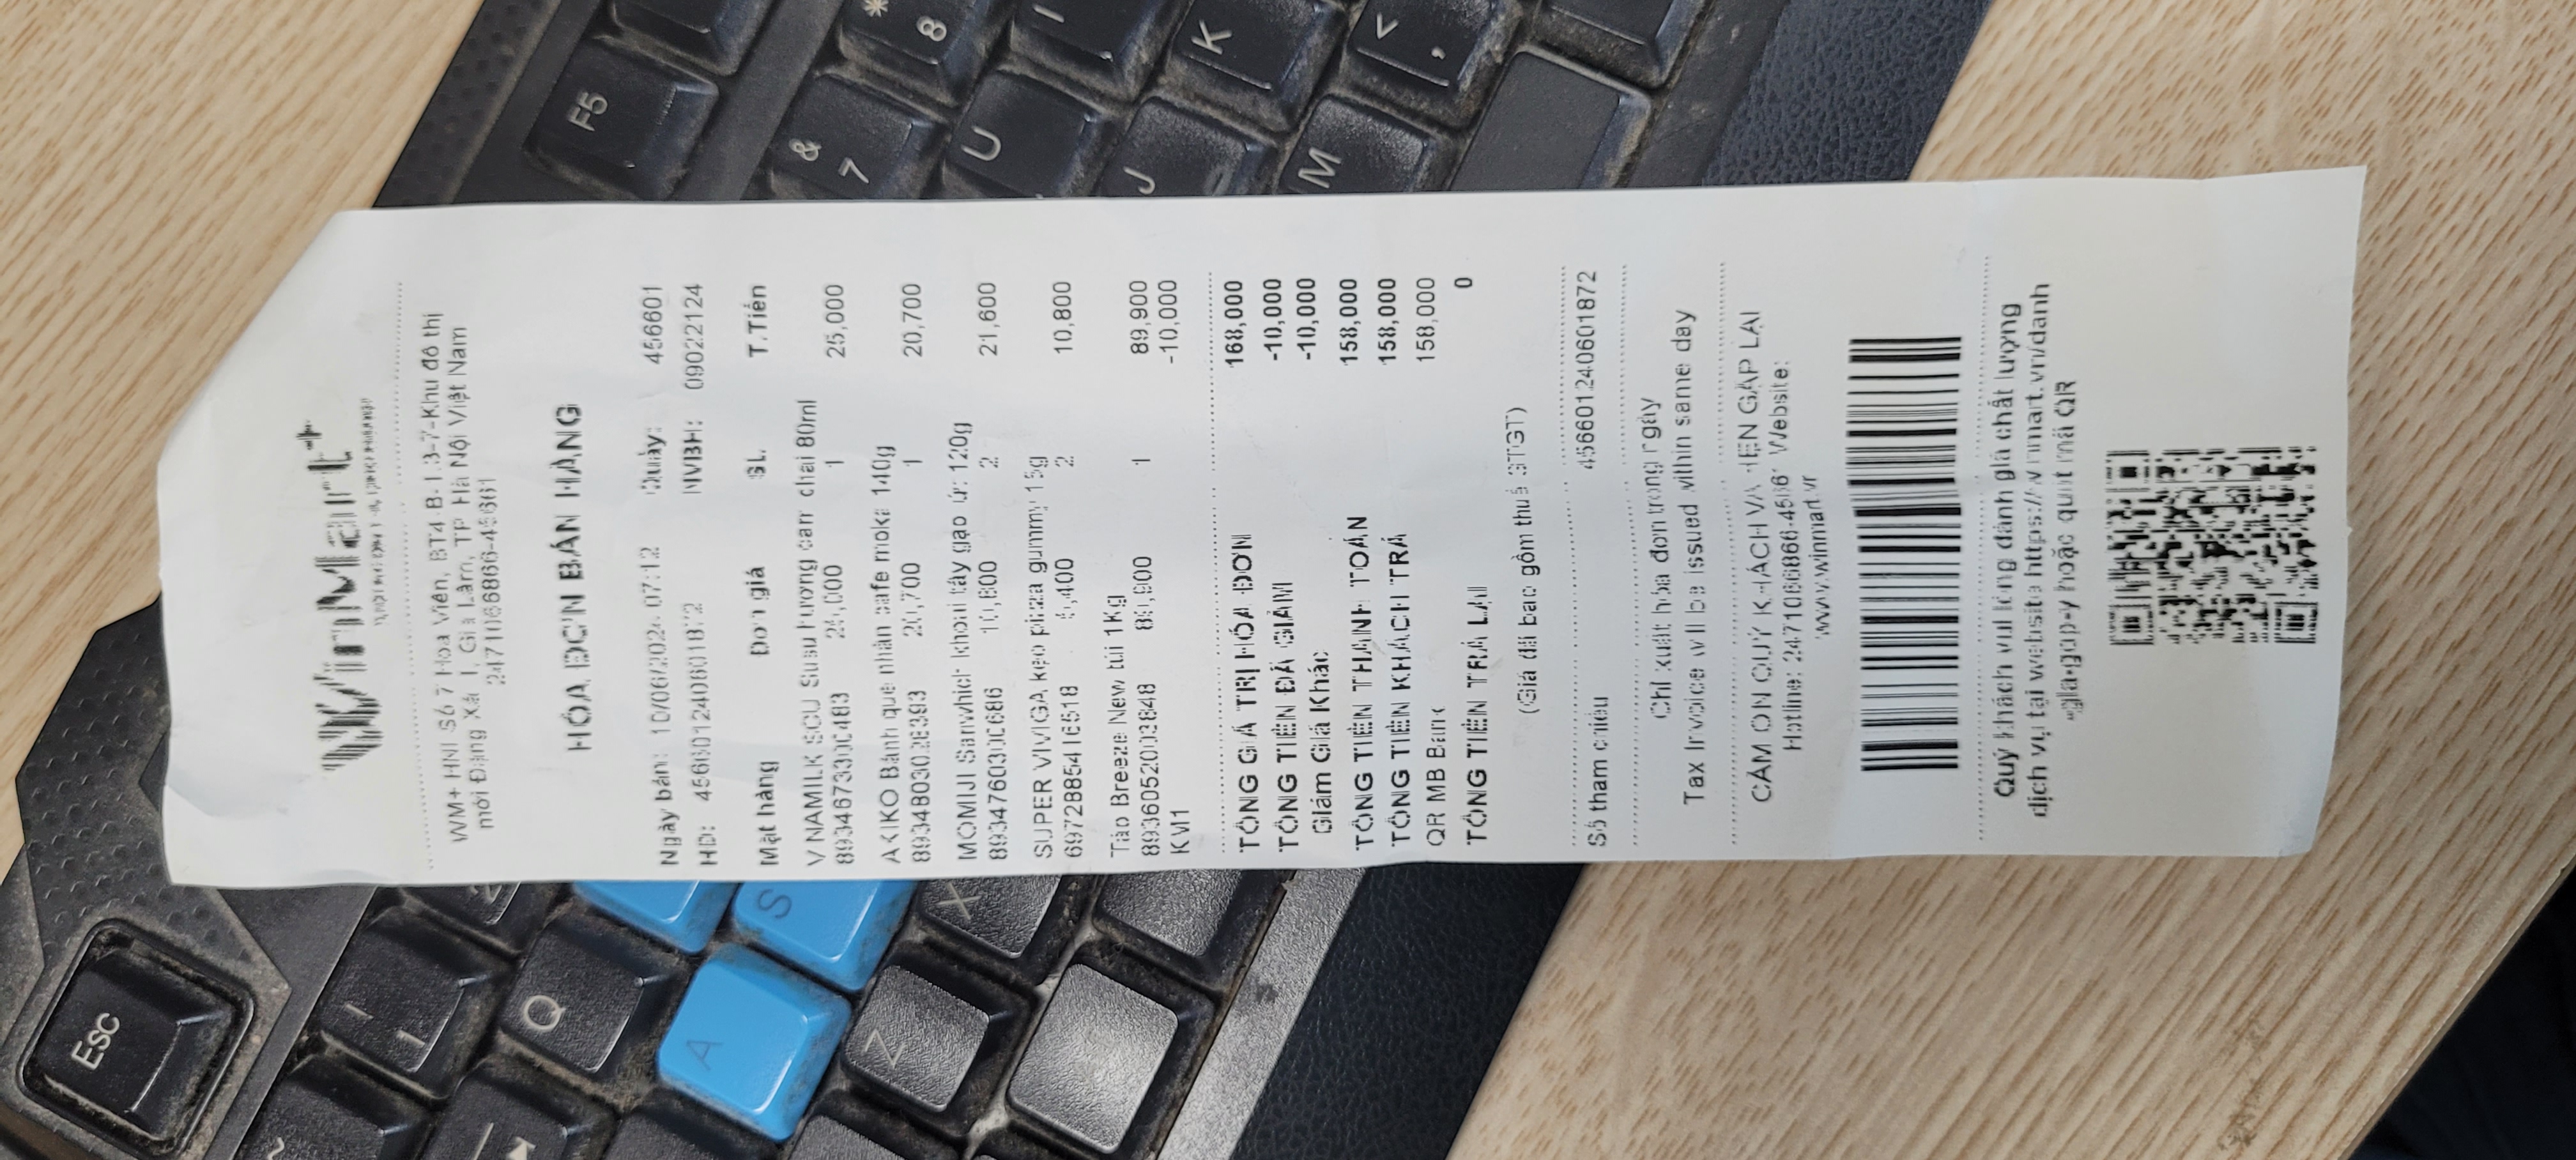 ESC
WinMart+
WM+ HNI Số 7 Hoa Viên, BT4-B-1.3-7-Khu đô thị
mới Đặng Xá I, Gia Lâm, TP. Hà Nội Việt Nam
2471066866-45661
HÓA ĐƠN BÁN HÀNG
Ngày bán: 10/06/2024 07:12 Quầy: 456601
HD: 456601240601872 NVBH: 09022124
Mặt hàng Đơn giá SL T.Tiền
VINAMILK SCU Susu hương cam chai 80ml
8934673300483 25,000 1 25,000
AKIKO Bánh que nhân cafe moka 140g
8934803028393 20,700 1 20,700
MOMIJI Sanwhich khoai tây gạo 120g
8934760300686 10,800 2 21,600
SUPER VIVIGA kẹo pizza gummy 15g
6972885416518 5,400 2 10,800
Táo Breeze New túi 1Kg
8936052003848 89,900 1 89,900
KM1 -10,000
TỔNG GIÁ TRỊ HÓA ĐƠN 168,000
TỔNG TIỀN ĐÃ GIẢM -10,000
Giảm Giá Khác -10,000
TỔNG TIỀN THANH TOÁN 158,000
TỔNG TIỀN KHÁCH TRẢ 158,000
QR MB Bank 158,000
TỔNG TIỀN TRẢ LẠI 0
(Giá đã bao gồm thuế GTGT)
Số tham chiếu 456601240601872
Chỉ xuất hóa đơn trong ngày
Tax Invoice will be issued within same day
CẢM ƠN QUÝ KHÁCH VÀ HẸN GẶP LẠI
Hotline: 2471066866-45661 Website:
www.winmart.vn
Quý khách vui lòng đánh giá chất lượng
dịch vụ tại website https://winmart.vn/danh
-gia-gop-y hoặc quét mã QR
Q
A
S
Z
X
F5
&
7
*
8
U
I
J
K
M
<
,